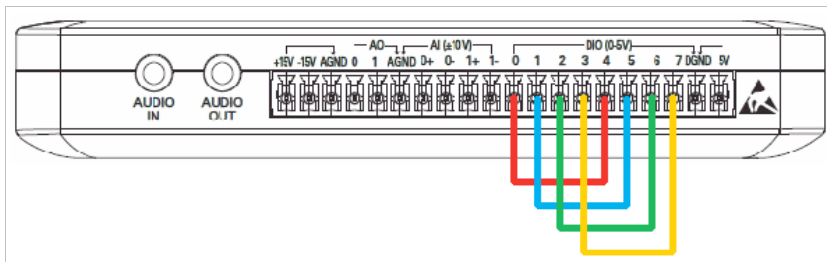 AO AI (±10 V) DIO (0-5V)
+15V -15V AGND 0 1 AGND 0+ 0- 1+ 1- 0 1 2 3 4 5 6 7 DGND 5V
AUDIO IN
AUDIO OUT